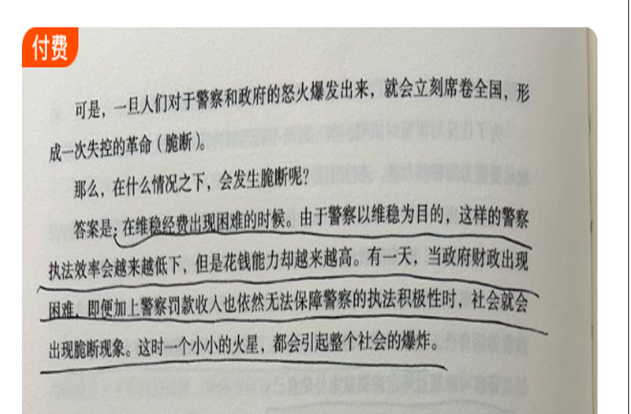 付费
可是，一旦人们对于警察和政府的怒火爆发出来，就会立刻席卷全国，形
成一次失控的革命（脆断）。
那么，在什么情况之下，会发生脆断呢？
答案是：在维稳经费出现困难的时候。由于警察以维稳为目的，这样的警察
执法效率会越来越低下，但是花钱能力却越来越高。有一天，当政府财政出现
困难，即便加上警察罚款收入也依然无法保障警察的执法积极性时，社会就会
出现脆断现象。这时一个小小的火星，都会引起整个社会的爆炸。